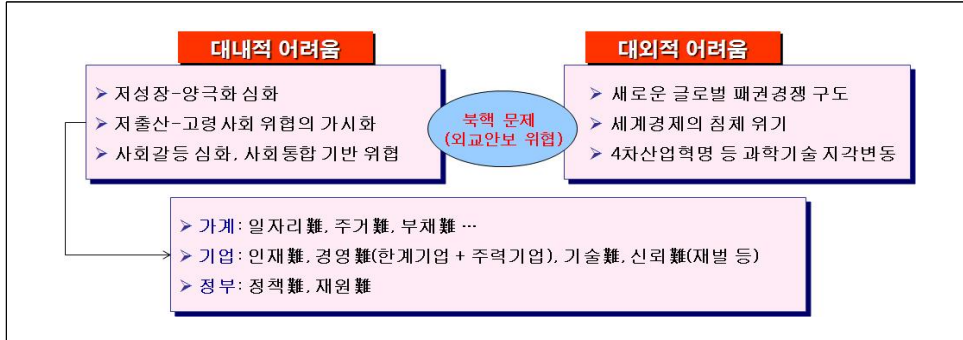 대내적 어려움
➢ 저성장-양극화 심화
➢ 저출산-고령사회 위협의 가시화
➢ 사회갈등 심화, 사회통합 기반 위협
북핵 문제
(외교안보 위협)
대외적 어려움
➢ 새로운 글로벌 패권경쟁 구도
➢ 세계경제의 침체 위기
➢ 4차산업혁명 등 과학기술 지각변동
➢ 가계: 일자리難, 주거難, 부채難 …
➢ 기업: 인재難, 경영難(한계기업 + 주력기업), 기술難, 신뢰難(재벌 등)
➢ 정부: 정책難, 재원難